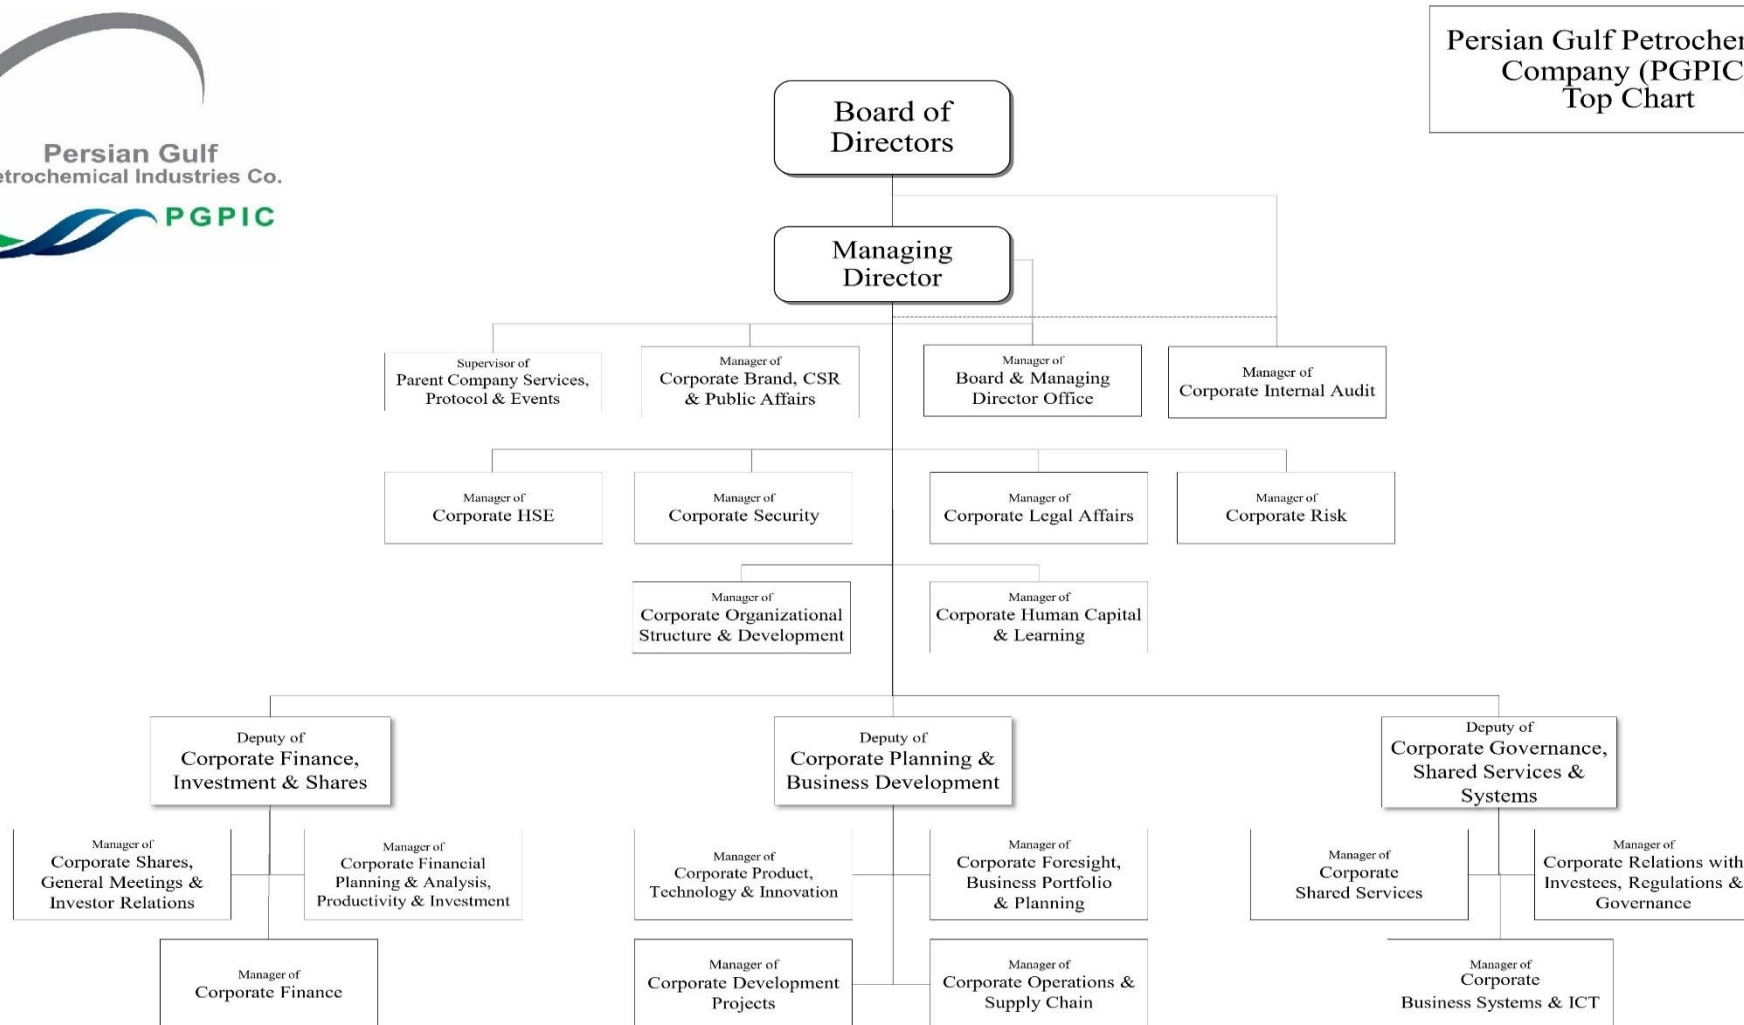 Persian Gulf
etrochemical Industries Co.
PGPIC
Persian Gulf
Company (PGPIC
Top Chart
Board of
Directors
Managing
Director
Supervisor of
Parent Company Services,
Protocol & Events
Manager of
Corporate Brand, CSR
& Public Affairs
Manager of
Board & Managing
Director Office
Manager of
Corporate Internal Audit
Manager of
Corporate HSE
Manager of
Corporate Security
Manager of
Corporate Legal Affairs
Manager of
Corporate Risk
Manager of
Corporate Organizational
Structure & Development
Manager of
Corporate Human Capital
& Learning
Deputy of
Corporate Finance,
Investment & Shares
Deputy of
Corporate Planning &
Business Development
Deputy of
Corporate Governance,
Shared Services &
Systems
Manager of
Corporate Shares,
General Meetings &
Investor Relations
Manager of
Corporate Financial
Planning & Analysis,
Productivity & Investment
Manager of
Corporate Product,
Technology & Innovation
Manager of
Corporate Foresight,
Business Portfolio
& Planning
Manager of
Corporate
Shared Services
Manager of
Corporate Relations with
Investees, Regulations &
Governance
Manager of
Corporate Finance
Manager of
Corporate Development
Projects
Manager of
Corporate Operations &
Supply Chain
Manager of
Corporate
Business Systems & ICT